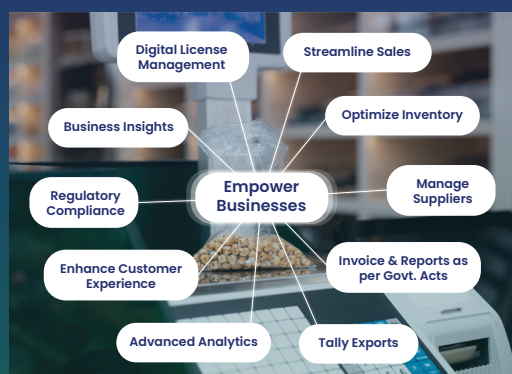 Digital License
Management
Streamline Sales
Business Insights
Optimize Inventory
Empower
Businesses
Regulatory
Compliance
Manage
Suppliers
Enhance Customer
Experience
Invoice & Reports as
per Govt. Acts
Advanced Analytics
Tally Exports